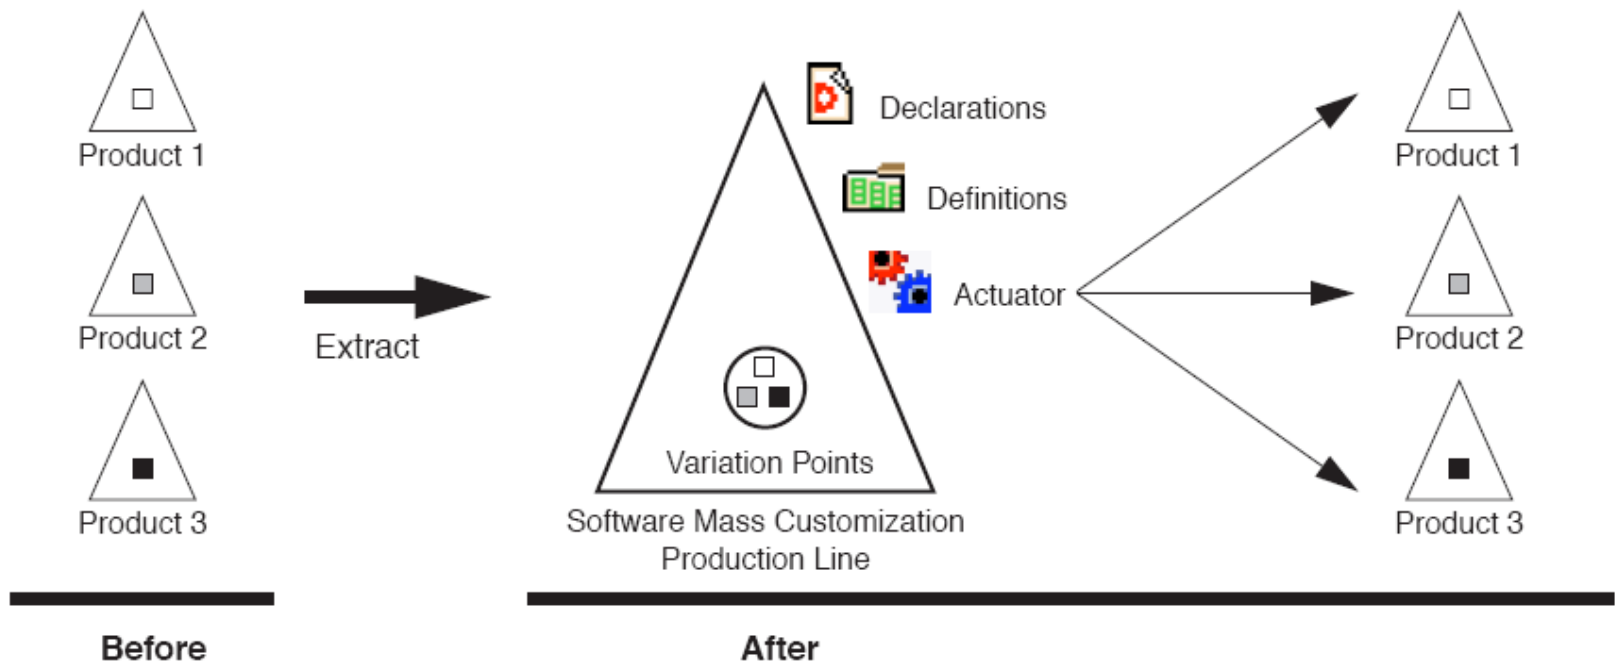 Product 1
Product 2
Product 3
Extract
Declarations
Definitions
Actuator
Variation Points
Software Mass Customization
Production Line
Product 1
Product 2
Product 3
Before
After